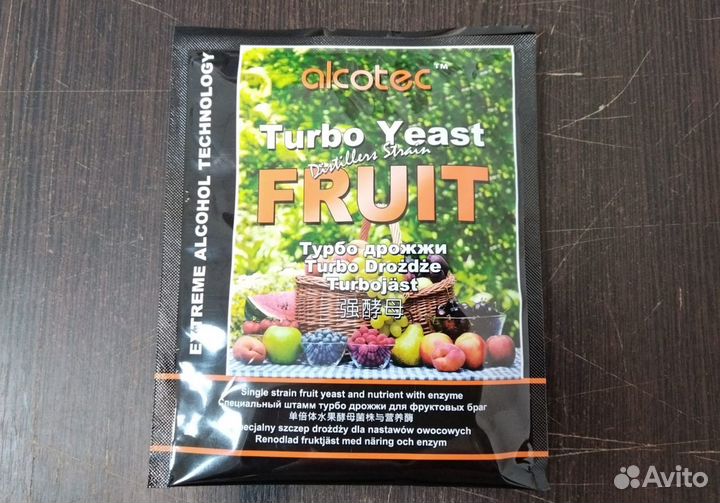 EXTREME ALCOHOL TECHNOLOGY
alcotec™
Turbo Yeast
Distillers Strain
FRUIT
Турбо дрожжи
Turbo Drożdże
Turbojäst
强酵母
Single strain fruit yeast and nutrient with enzyme
Специальный штамм турбо дрожжи для фруктовых браг
单倍体水果酵母菌株与营养酶
Specjalny szczep drożdży dla nastawów owocowych
Renodlad fruktjäst med näring och enzym
Avito